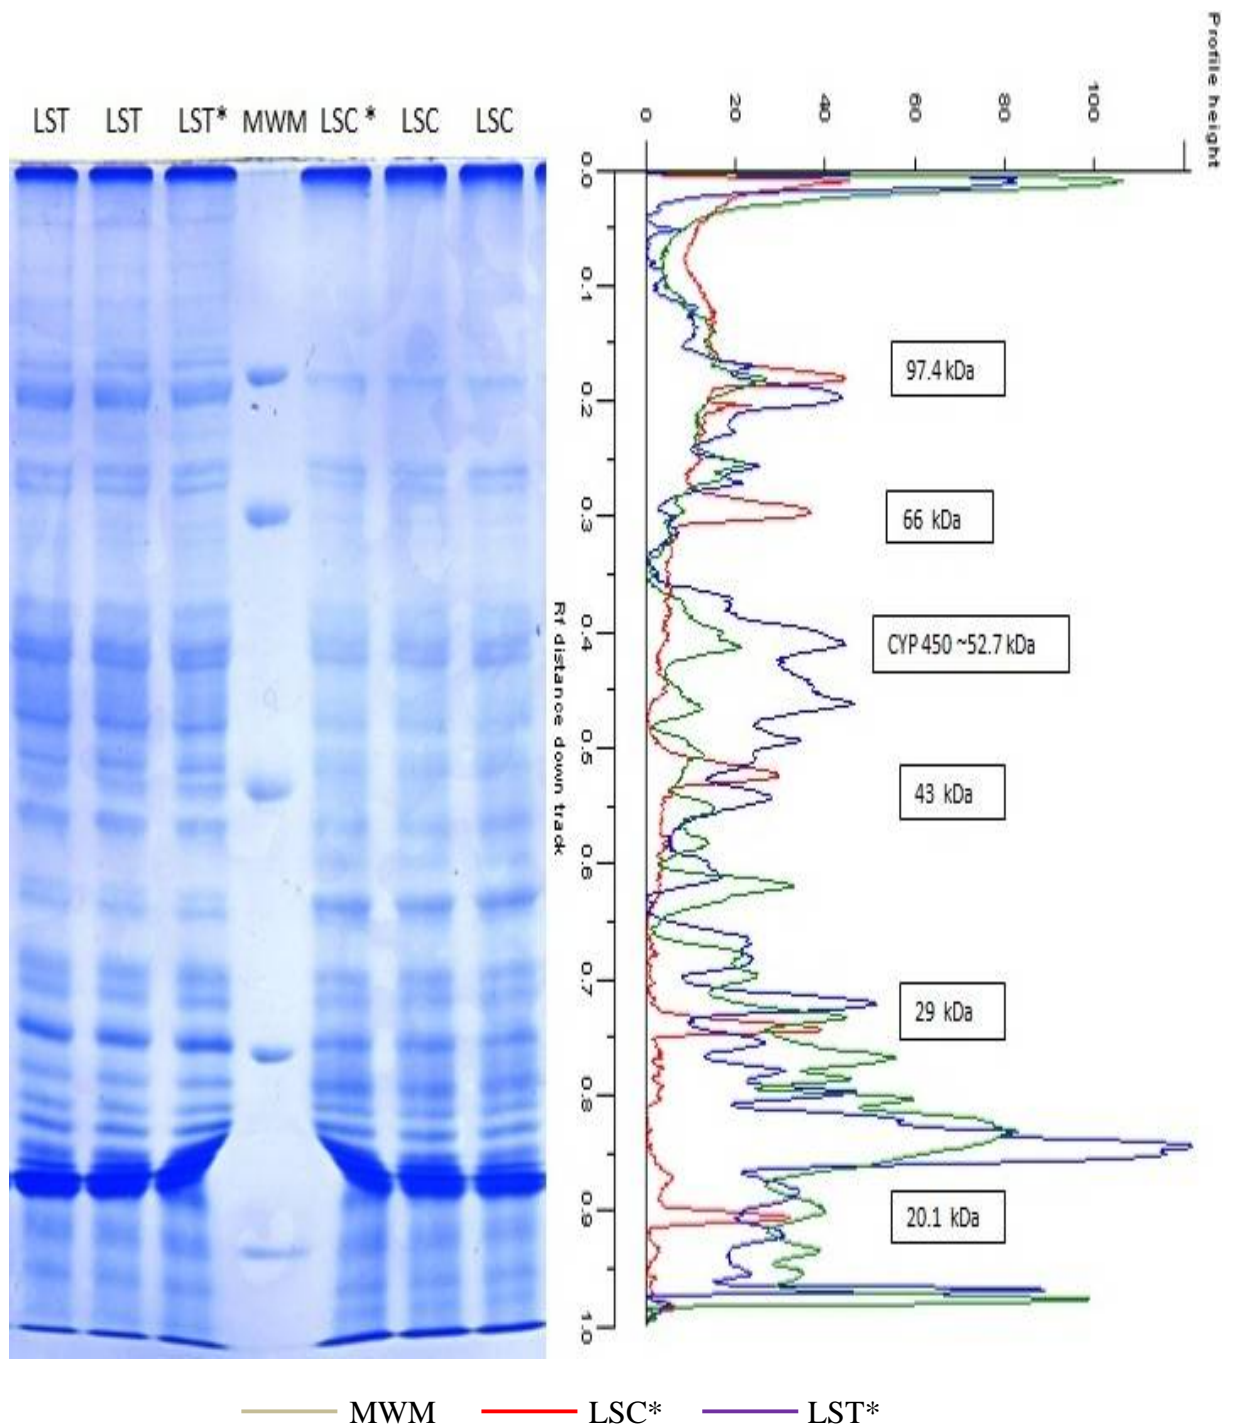 Profile height
0 20 40 60 80 100
LST LST LST* MWM LSC * LSC LSC
0.0
0.1
97.4 kDa
0.2
0.3
66 kDa
Rf distance down track
0.4
CYP 450 ~52.7 kDa
0.5
43 kDa
0.6
0.7
29 kDa
0.8
0.9
20.1 kDa
1.0
MWM LSC* LST*